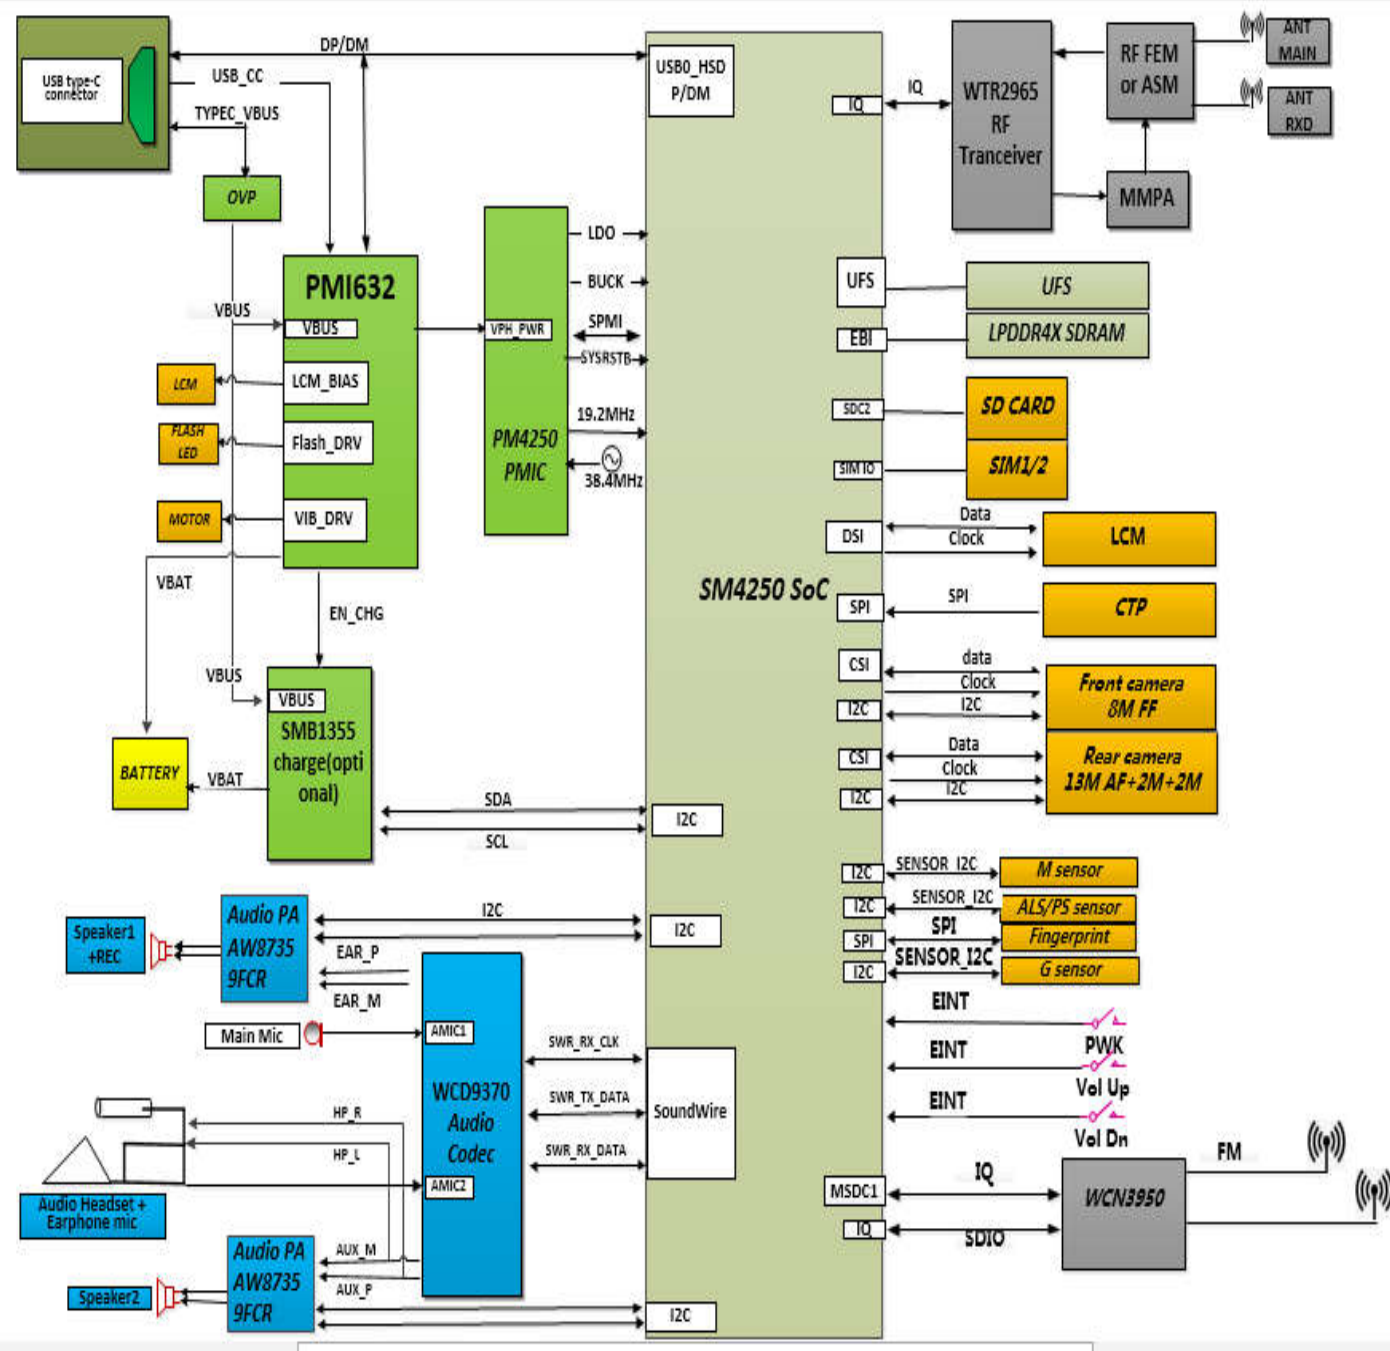 USB type-C
connector
DP/DM
USB_CC
TYPEC_VBUS
OVP
USB0_HSD
P/DM
IQ
IQ
WTR2965
RF
Tranceiver
RF FEM
or ASM
MMPA
ANT
MAIN
ANT
RXD
PMI632
VBUS
VBUS
LCM
LCM_BIAS
FLASH
LED
Flash_DRV
MOTOR
VIB_DRV
VBAT
EN_CHG
VPH_PWR
PM4250
PMIC
LDO
BUCK
SPMI
SYSRSTB
19.2MHz
38.4MHz
SM4250 SoC
UFS
UFS
EBI
LPDDR4X SDRAM
SDC2
SD CARD
SIM IO
SIM1/2
DSI
Data
Clock
LCM
SPI
SPI
CTP
CSI
data
Clock
I2C
I2C
Front camera
8M FF
CSI
Data
Clock
I2C
I2C
Rear camera
13M AF+2M+2M
VBUS
VBUS
SMB1355
charge(opti
onal)
BATTERY
VBAT
SDA
SCL
I2C
I2C
SENSOR_I2C
M sensor
I2C
SENSOR_I2C
ALS/PS sensor
SPI
SPI
Fingerprint
I2C
SENSOR_I2C
G sensor
Speaker1
+REC
Audio PA
AW8735
9FCR
I2C
I2C
EAR_P
EAR_M
Main Mic
AMIC1
WCD9370
Audio
Codec
AMIC2
SWR_RX_CLK
SWR_TX_DATA
SWR_RX_DATA
SoundWire
EINT
PWK
EINT
Vol Up
EINT
Vol Dn
HP_R
HP_L
Audio Headset +
Earphone mic
MSDC1
IQ
IQ
SDIO
WCN3950
FM
Audio PA
AW8735
9FCR
AUX_M
AUX_P
Speaker2
I2C